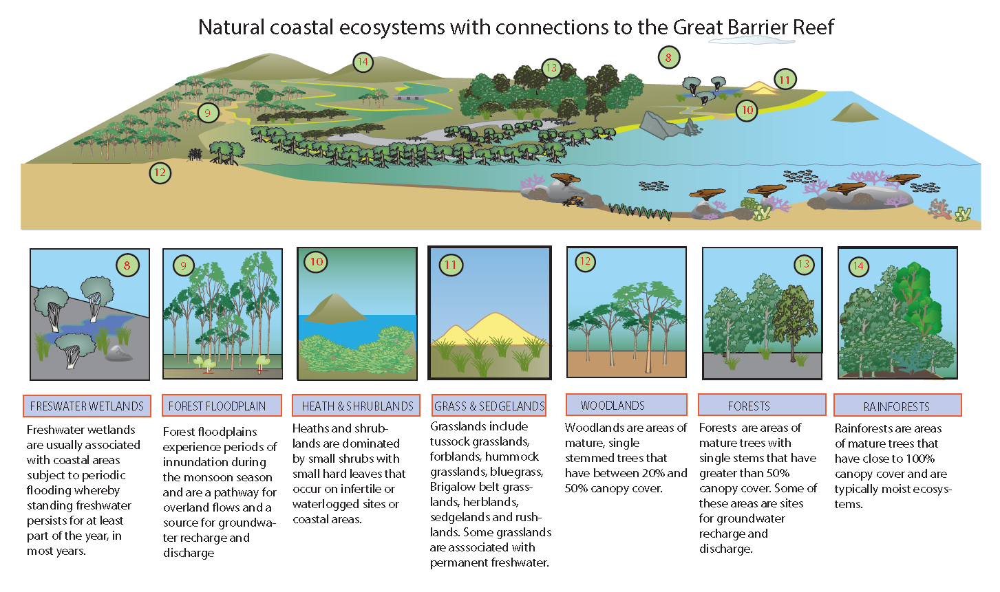 Natural coastal ecosystems with connections to the Great Barrier Reef
14
13
8
11
9
10
12
8
9
10
11
12
13
14
FRESWATER WETLANDS
Freshwater wetlands
are usually associated
with coastal areas
subject to periodic
flooding whereby
standing freshwater
persists for at least
part of the year, in
most years.
FOREST FLOODPLAIN
Forest floodplains
experience periods of
innundation during
the monsoon season
and are a pathway for
overland flows and a
source for groundwa-
ter recharge and
discharge
HEATH & SHRUBLANDS
Heaths and shrub-
lands are dominated
by small shrubs with
small hard leaves that
occur on infertile or
waterlogged sites or
coastal areas.
GRASS & SEDGELANDS
Grasslands include
tussock grasslands,
forblands, hummock
grasslands, bluegrass,
Brigalow belt grass-
lands, herblands,
sedgelands and rush-
lands. Some grasslands
are asssociated with
permanent freshwater.
WOODLANDS
Woodlands are areas of
mature, single
stemmed trees that
have between 20% and
50% canopy cover.
FORESTS
Forests are areas of
mature trees with
single stems that have
greater than 50%
canopy cover. Some of
these areas are sites
for groundwater
recharge and
discharge.
RAINFORESTS
Rainforests are areas
of mature trees that
have close to 100%
canopy cover and are
typically moist ecosys-
tems.